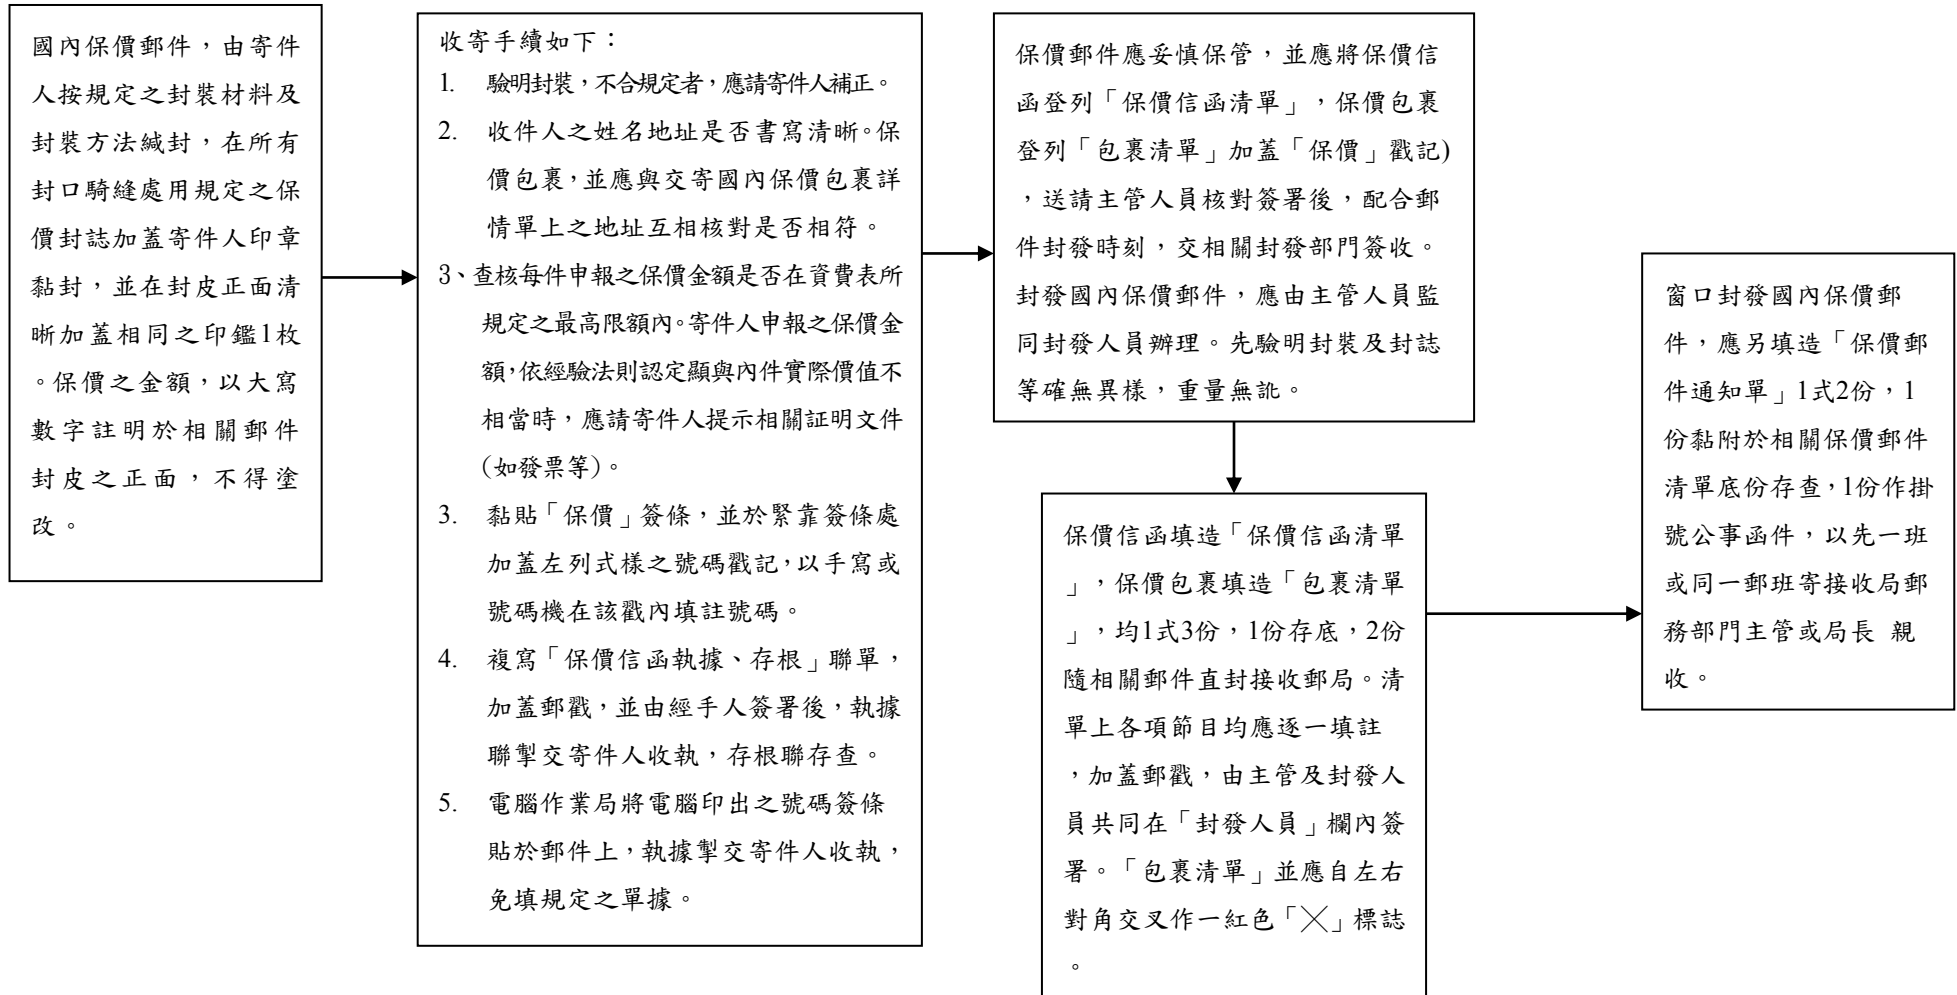 國內保價郵件，由寄件
人按規定之封裝材料及
封裝方法緘封，在所有
封口騎縫處用規定之保
價封誌加蓋寄件人印章
黏封，並在封皮正面清
晰加蓋相同之印鑑1枚
。保價之金額，以大寫
數字註明於相關郵件
封皮之正面，不得塗
改。
收寄手續如下：
1. 驗明封裝，不合規定者，應請寄件人補正。
2. 收件人之姓名地址是否書寫清晰。保
價包裹，並應與交寄國內保價包裹詳
情單上之地址互相核對是否相符。
3、查核每件申報之保價金額是否在資費表所
規定之最高限額內。寄件人申報之保價金
額，依經驗法則認定顯與內件實際價值不
相當時，應請寄件人提示相關証明文件
(如發票等)。
3. 黏貼「保價」簽條，並於緊靠簽條處
加蓋左列式樣之號碼戳記，以手寫或
號碼機在該戳內填註號碼。
4. 複寫「保價信函執據、存根」聯單，
加蓋郵戳，並由經手人簽署後，執據
聯掣交寄件人收執，存根聯存查。
5. 電腦作業局將電腦印出之號碼簽條
貼於郵件上，執據掣交寄件人收執，
免填規定之單據。
保價郵件應妥慎保管，並應將保價信
函登列「保價信函清單」，保價包裹
登列「包裹清單」加蓋「保價」戳記)
，送請主管人員核對簽署後，配合郵
件封發時刻，交相關封發部門簽收。
封發國內保價郵件，應由主管人員監
同封發人員辦理。先驗明封裝及封誌
等確無異樣，重量無訛。
保價信函填造「保價信函清單
」，保價包裹填造「包裹清單
」，均1式3份，1份存底，2份
隨相關郵件直封接收郵局。清
單上各項節目均應逐一填註
，加蓋郵戳，由主管及封發人
員共同在「封發人員」欄內簽
署。「包裹清單」並應自左右
對角交叉作一紅色「╳」標誌
。
窗口封發國內保價郵
件，應另填造「保價郵
件通知單」1式2份，1
份黏附於相關保價郵件
清單底份存查，1份作掛
號公事函件，以先一班
或同一郵班寄接收局郵
務部門主管或局長 親
收。